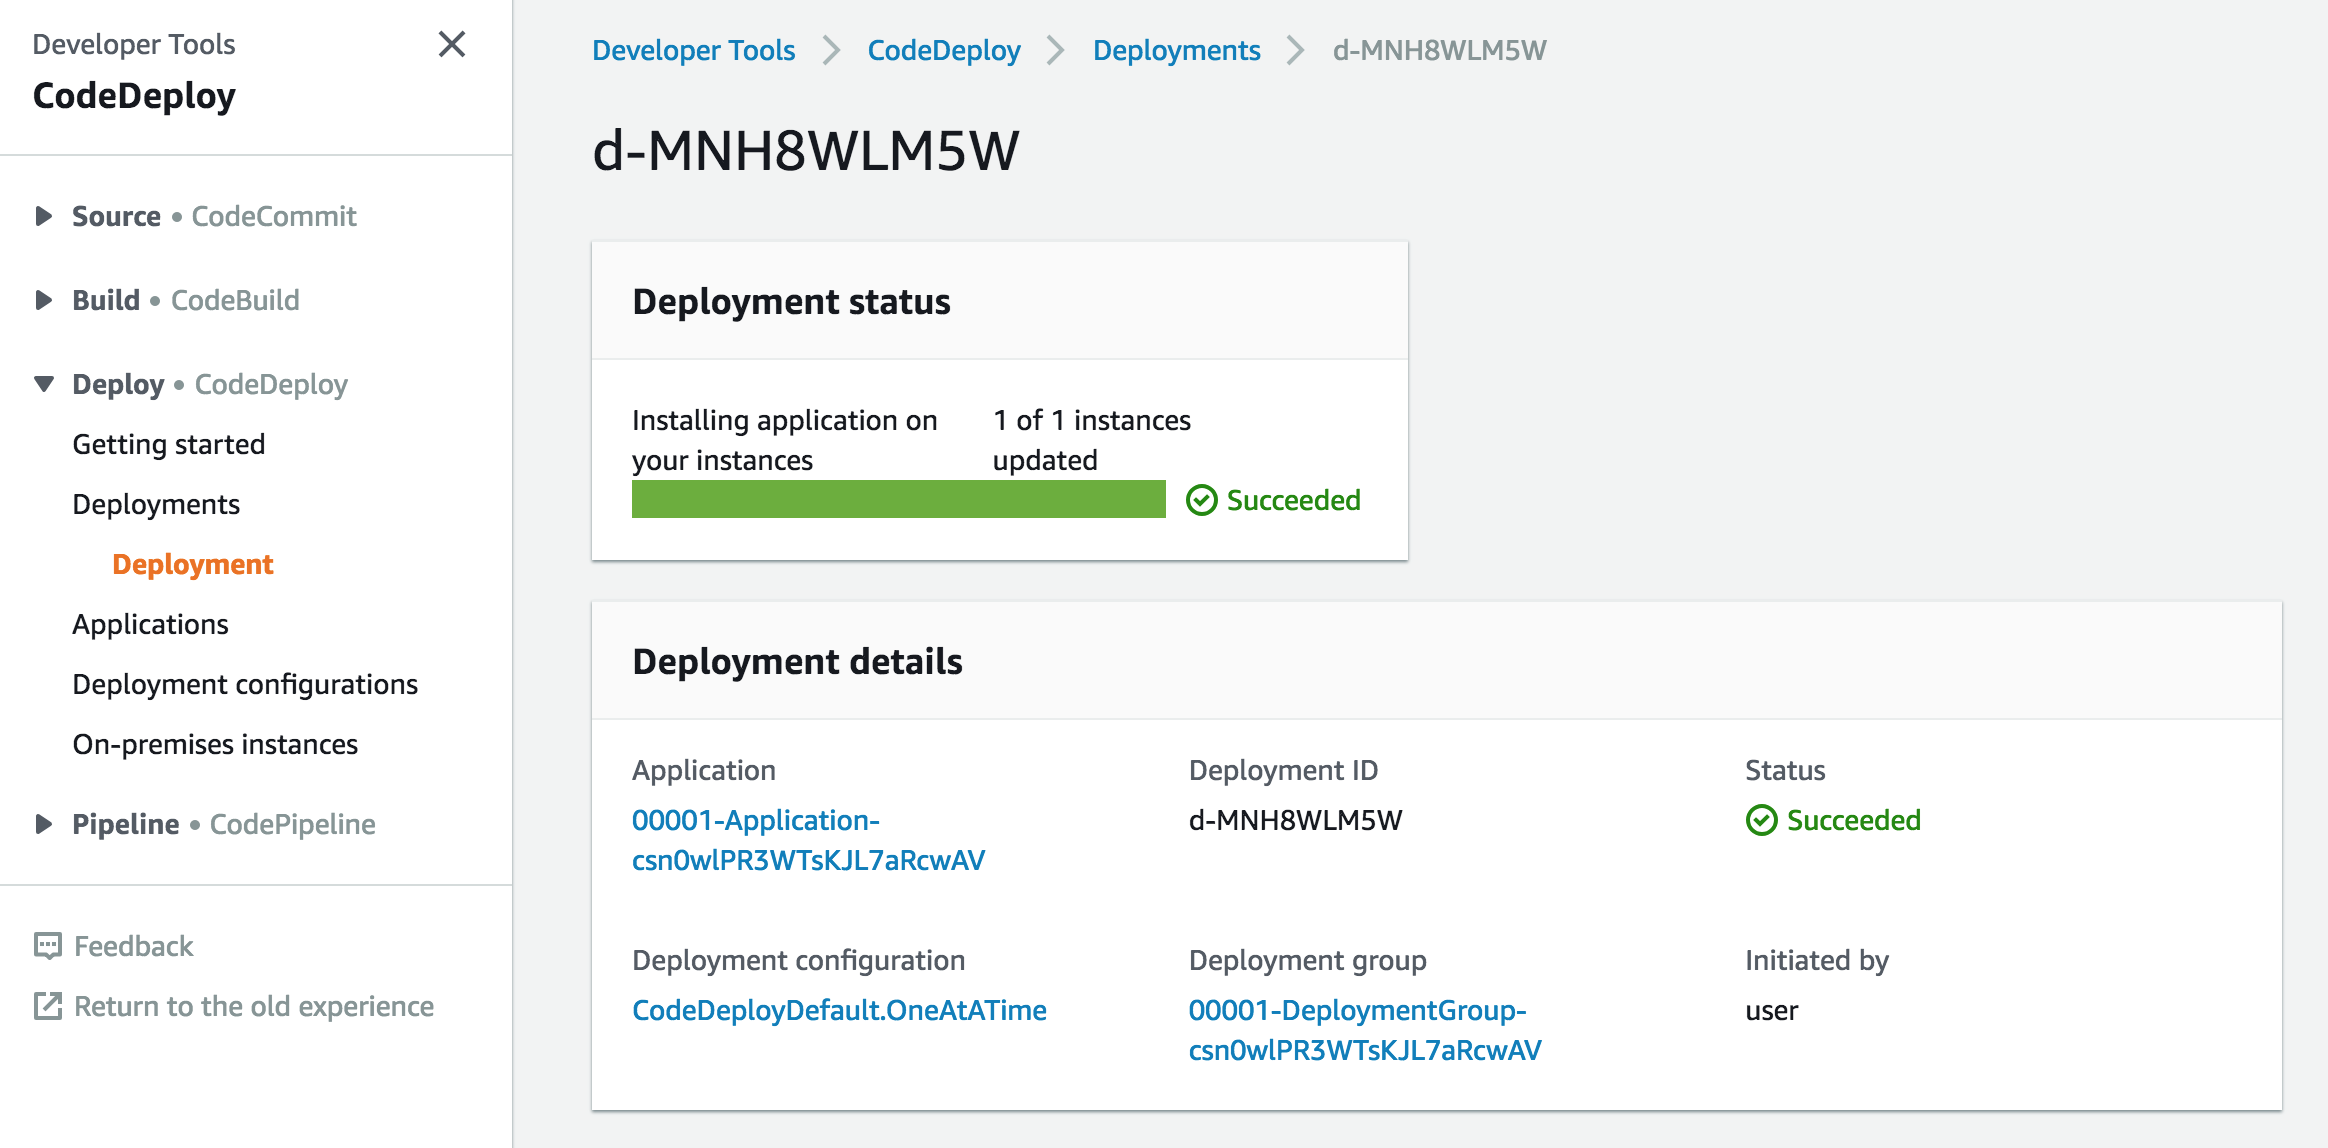 Developer Tools
CodeDeploy
Source • CodeCommit
Build • CodeBuild
Deploy • CodeDeploy
Getting started
Deployments
Deployment
Applications
Deployment configurations
On-premises instances
Pipeline • CodePipeline
Feedback
Return to the old experience
Developer Tools > CodeDeploy > Deployments > d-MNH8WLM5W
d-MNH8WLM5W
Deployment status
Installing application on
your instances
1 of 1 instances
updated
Succeeded
Deployment details
Application
00001-Application-
csn0wlPR3WTsKJL7aRcwAV
Deployment ID
d-MNH8WLM5W
Status
Succeeded
Deployment configuration
CodeDeployDefault.OneAtATime
Deployment group
00001-DeploymentGroup-
csn0wlPR3WTsKJL7aRcwAV
Initiated by
user